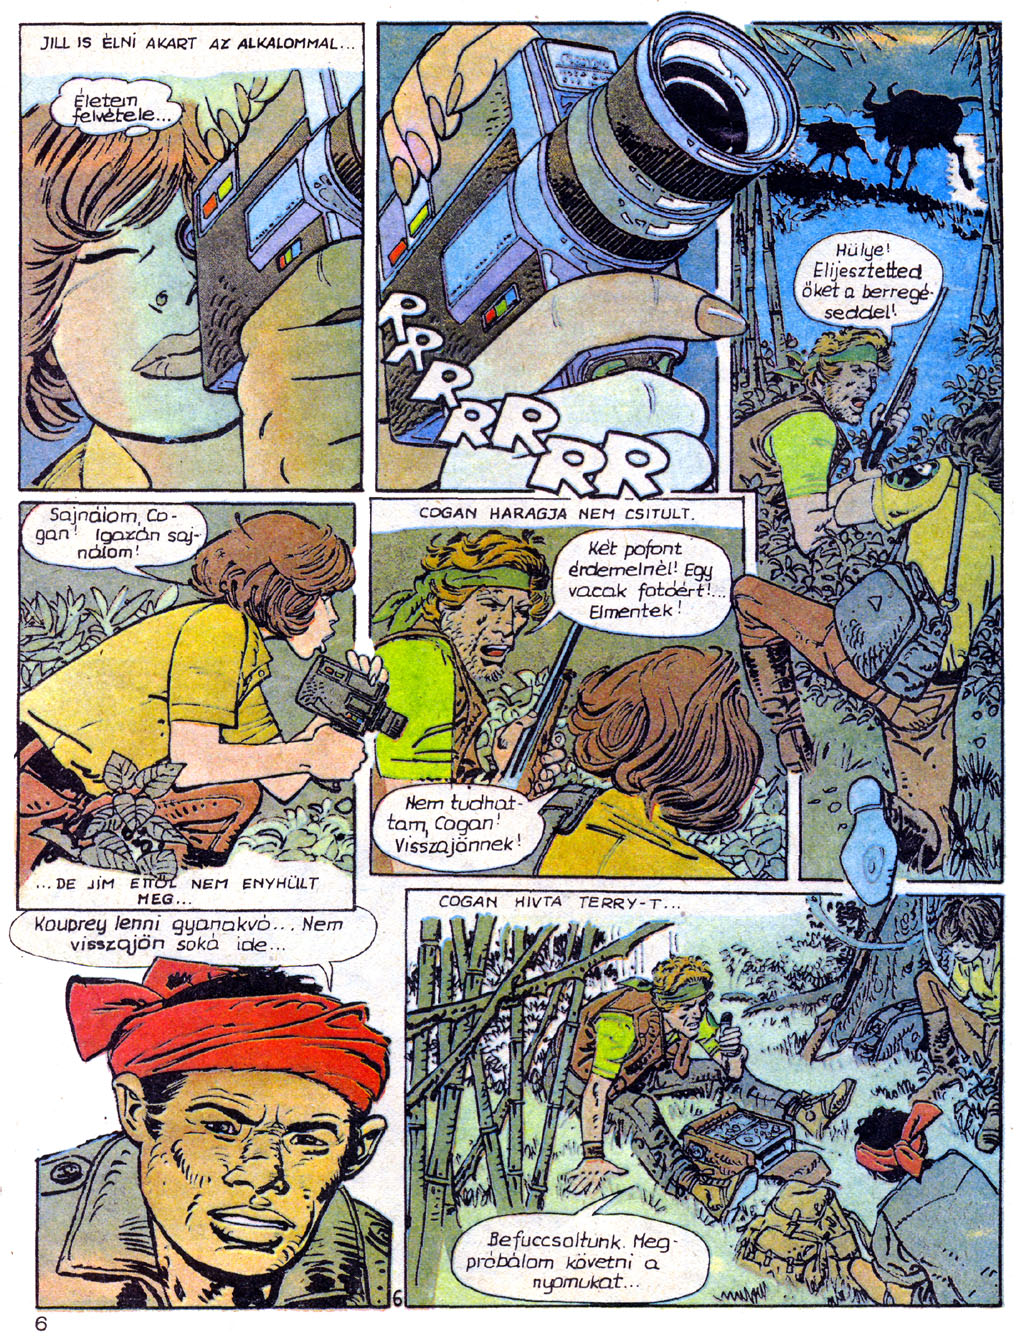 JILL IS ÉLNI AKART AZ ALKALOMMAL...
Életem
felvétele...
R
R
R
RRR
RR
Hülye!
Elijesztetted
őket a berregé-
seddel!
Sajnálom, Co-
gan! Igazán saj-
nálom!
...DE JIM ETTŐL NEM ENYHÜLT
MEG...
COGAN HARAGJA NEM CSITULT.
Két pofont
érdemelnél! Egy
vacak fotóért!...
Elmentek!
Nem tudhat-
tam, Cogan!
Visszajönnek!
Kouprey lenni gyanakvó... Nem
visszajön soká ide...
COGAN HÍVTA TERRY-T...
Befuccsoltunk. Meg-
próbálom követni a
nyomukat...
6
6